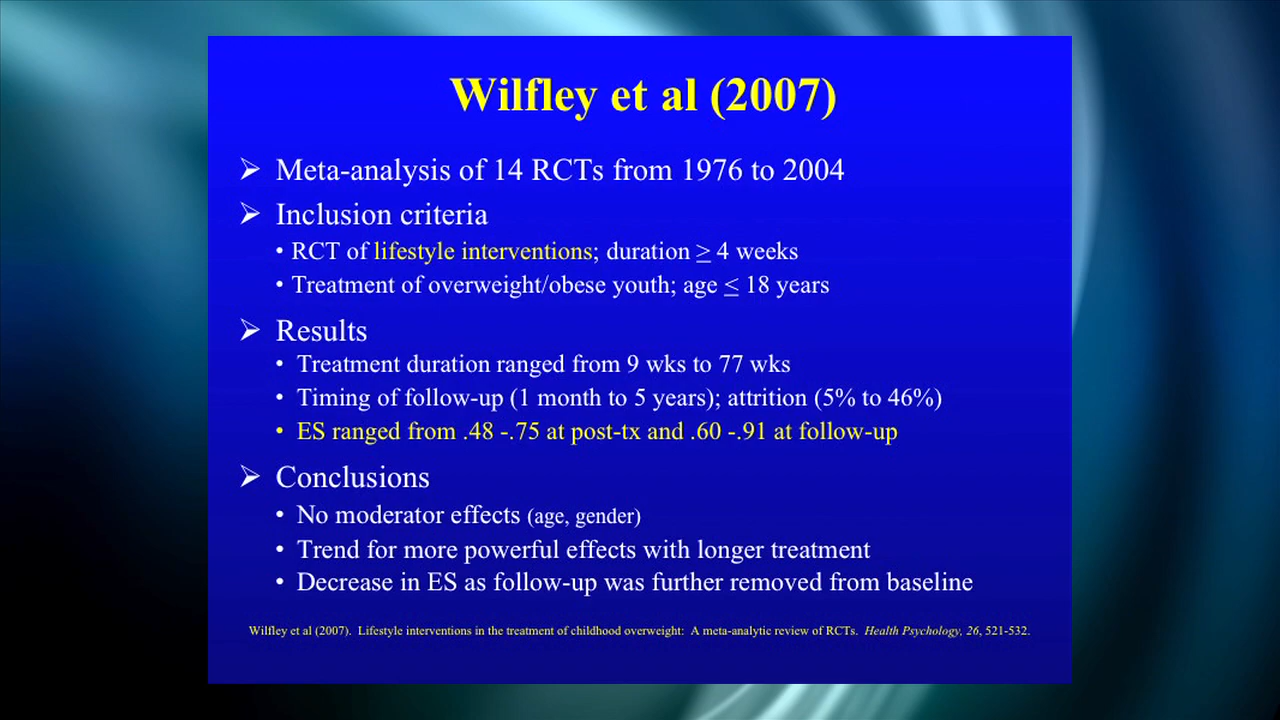 Wilfley et al (2007)
➢ Meta-analysis of 14 RCTs from 1976 to 2004
➢ Inclusion criteria
• RCT of lifestyle interventions; duration ≥ 4 weeks
• Treatment of overweight/obese youth; age ≤ 18 years
➢ Results
• Treatment duration ranged from 9 wks to 77 wks
• Timing of follow-up (1 month to 5 years); attrition (5% to 46%)
• ES ranged from .48 -.75 at post-tx and .60 -.91 at follow-up
➢ Conclusions
• No moderator effects (age, gender)
• Trend for more powerful effects with longer treatment
• Decrease in ES as follow-up was further removed from baseline
Wilfley et al (2007). Lifestyle interventions in the treatment of childhood overweight: A meta-analytic review of RCTs. Health Psychology, 26, 521-532.